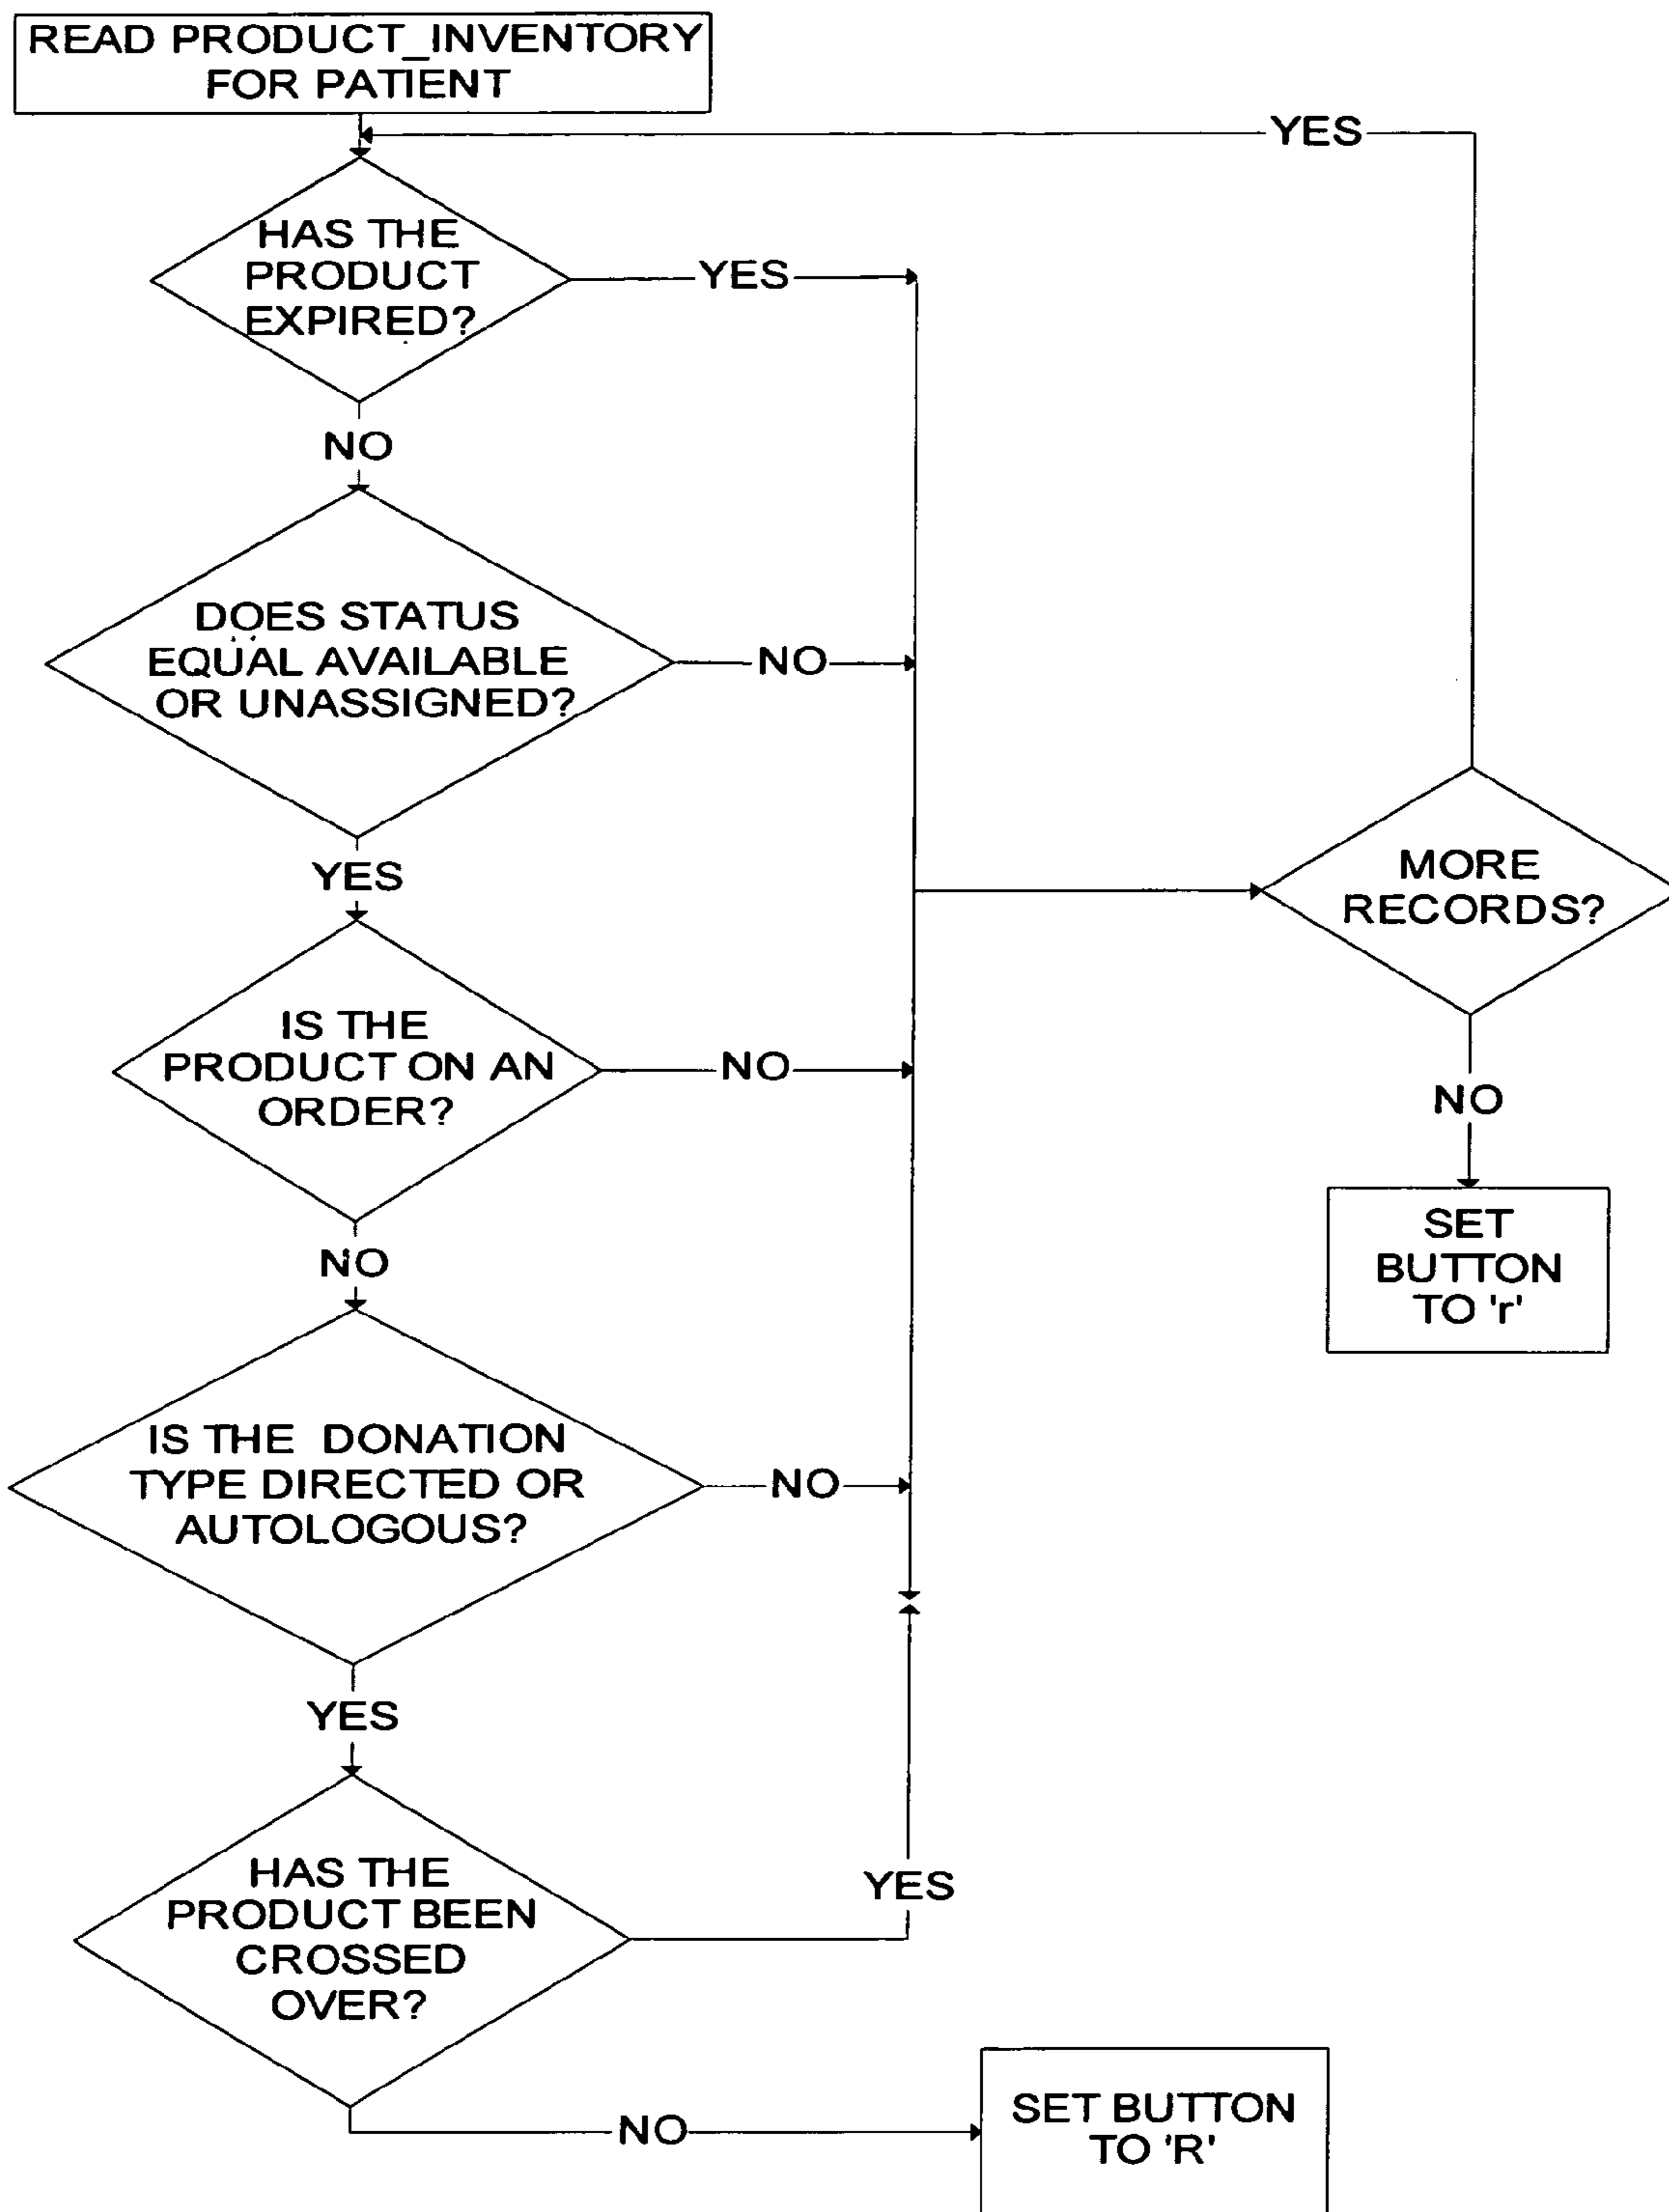 READ PRODUCT_INVENTORY
FOR PATIENT
YES
HAS THE
PRODUCT
EXPIRED?
YES
NO
DOES STATUS
EQUAL AVAILABLE
OR UNASSIGNED?
NO
YES
MORE
RECORDS?
IS THE
PRODUCT ON AN
ORDER?
NO
NO
NO
SET
BUTTON
TO 'r'
IS THE DONATION
TYPE DIRECTED OR
AUTOLOGOUS?
NO
YES
HAS THE
PRODUCT BEEN
CROSSED
OVER?
YES
NO
SET BUTTON
TO 'R'